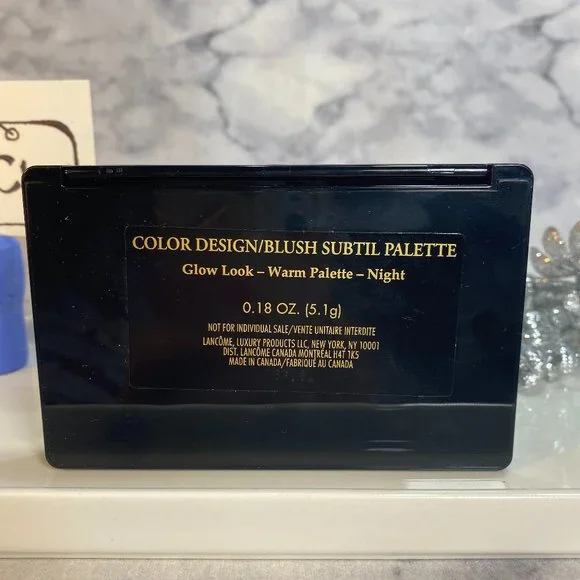 COLOR DESIGN/BLUSH SUBTIL PALETTE
Glow Look – Warm Palette – Night
0.18 OZ. (5.1g)
NOT FOR INDIVIDUAL SALE/VENTE UNITAIRE INTERDITE
LANCÔME, LUXURY PRODUCTS LLC, NEW YORK, NY 10001
DIST. LANCÔME CANADA MONTRÉAL H4T 1K5
MADE IN CANADA/FABRIQUÉ AU CANADA